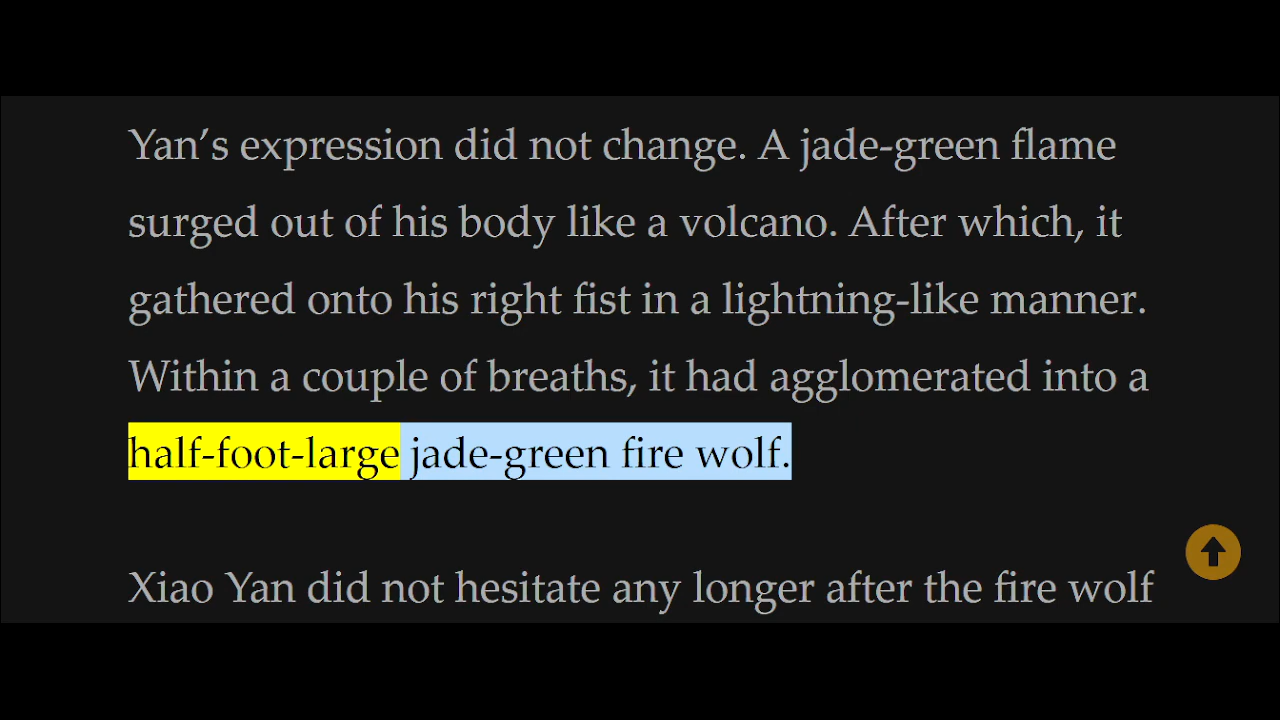 Yan’s expression did not change. A jade-green flame
surged out of his body like a volcano. After which, it
gathered onto his right fist in a lightning-like manner.
Within a couple of breaths, it had agglomerated into a
half-foot-large jade-green fire wolf.
Xiao Yan did not hesitate any longer after the fire wolf